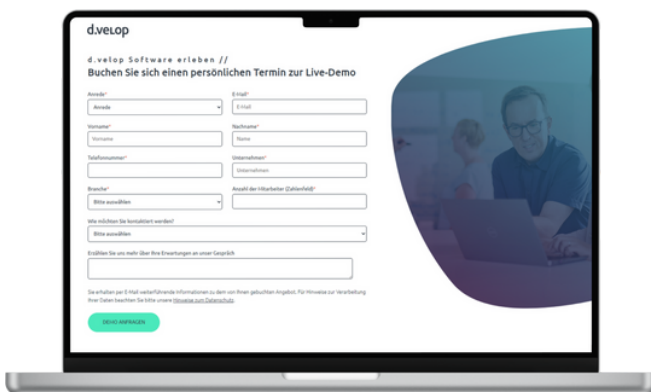 d.velop
d.velop Software erleben //
Buchen Sie sich einen persönlichen Termin zur Live-Demo
Anrede* E-Mail*
Anrede E-Mail
Vorname* Nachname*
Vorname Name
Telefonnummer* Unternehmen*
Unternehmen
Branche* Anzahl der Mitarbeiter (Zahlenfeld)*
Bitte auswählen
Wie möchten Sie kontaktiert werden?
Bitte auswählen
Erzählen Sie uns mehr über Ihre Erwartungen an unser Gespräch
Sie erhalten per E-Mail weiterführende Informationen zu dem von Ihnen gebuchten Angebot. Für Hinweise zur Verarbeitung
Ihrer Daten beachten Sie bitte unsere Hinweise zum Datenschutz.
DEMO ANFRAGEN